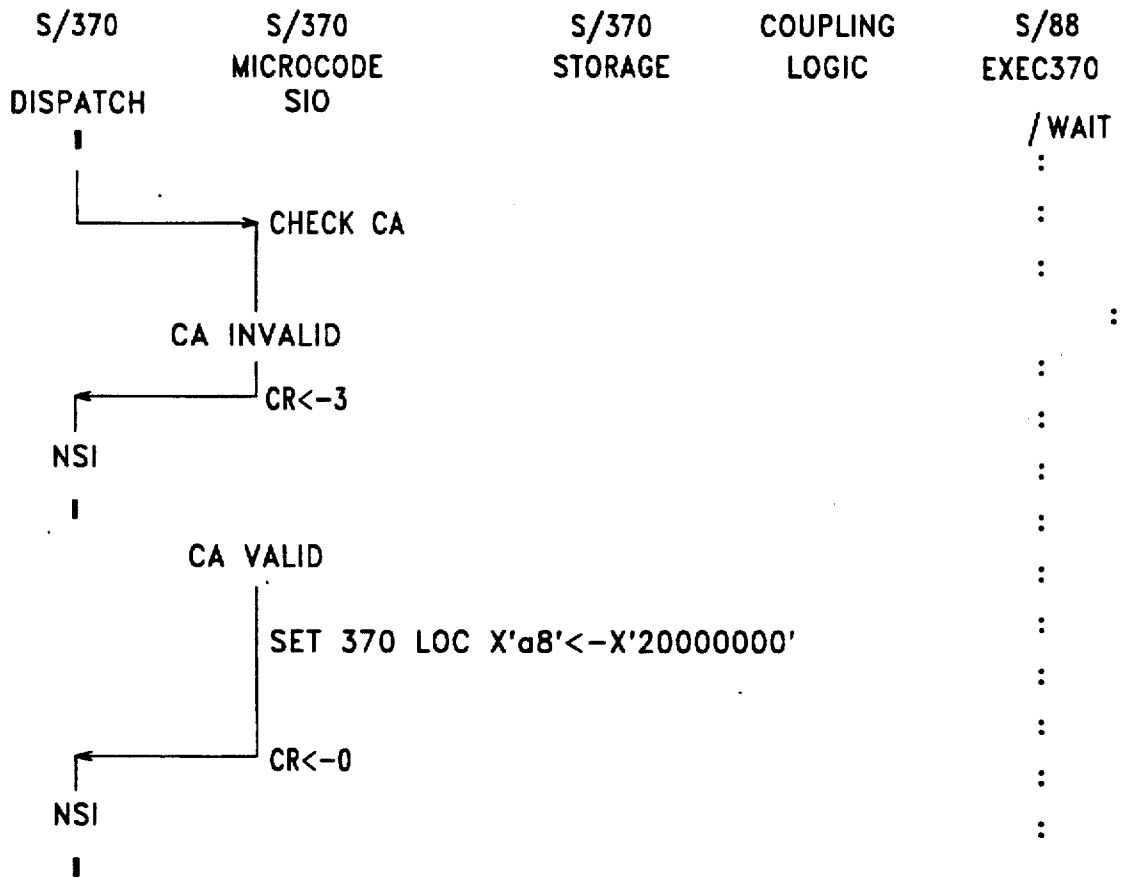 S/370 S/370 S/370 COUPLING S/88
MICROCODE STORAGE LOGIC EXEC370
DISPATCH SIO
/WAIT
:
CHECK CA :
:
CA INVALID :
:
CR<-3
:
NSI :
:
CA VALID
:
SET 370 LOC X'a8'<-X'20000000' :
:
:
CR<-0
:
NSI
: